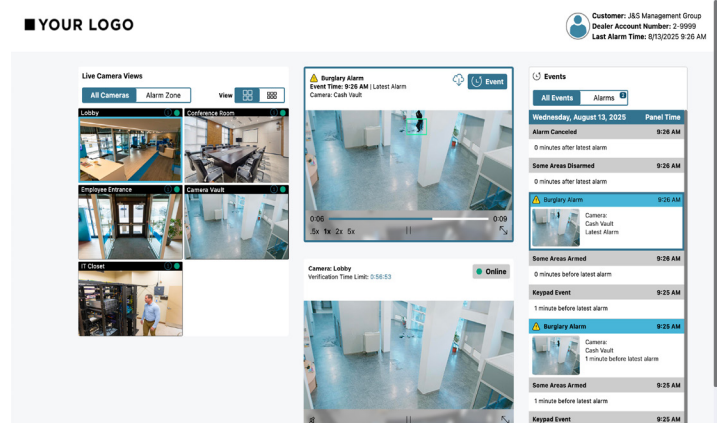 YOUR LOGO
Customer: J&S Management Group
Dealer Account Number: 2-9999
Last Alarm Time: 8/13/2025 9:26 AM
Live Camera Views
All Cameras
Alarm Zone
View
Lobby
Conference Room
Employee Entrance
Camera Vault
IT Closet
Burglary Alarm
Event Time: 9:26 AM | Latest Alarm
Camera: Cash Vault
Event
0:06
0:09
.5x 1x 2x 5x
Camera: Lobby
Verification Time Limit: 0:56:53
Online
Events
All Events
Alarms 2
Wednesday, August 13, 2025 Panel Time
Alarm Canceled 9:26 AM
0 minutes after latest alarm
Some Areas Disarmed 9:26 AM
0 minutes after latest alarm
Burglary Alarm 9:26 AM
Camera:
Cash Vault
Latest Alarm
Some Areas Armed 9:26 AM
0 minutes before latest alarm
Keypad Event 9:25 AM
1 minute before latest alarm
Burglary Alarm 9:25 AM
Camera:
Cash Vault
1 minute before latest alarm
Some Areas Armed 9:25 AM
1 minute before latest alarm
Keypad Event 9:25 AM